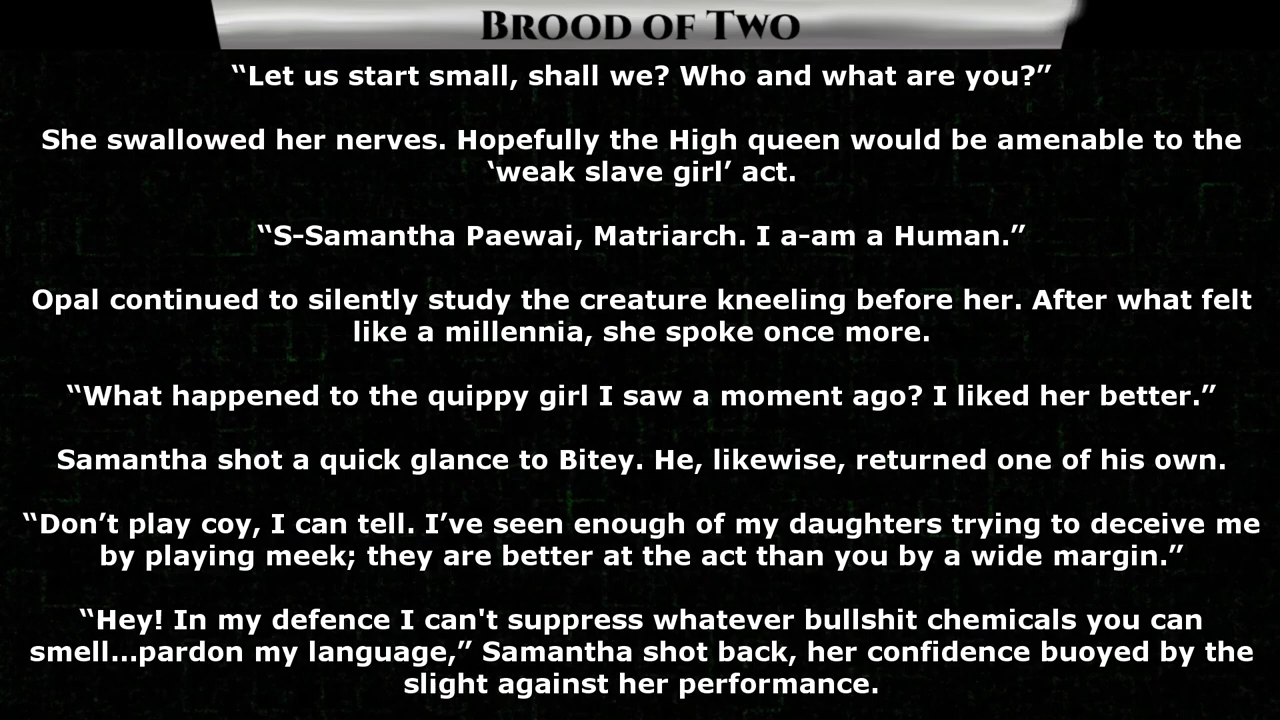 Brood of Two
“Let us start small, shall we? Who and what are you?”
She swallowed her nerves. Hopefully the High queen would be amenable to the
‘weak slave girl’ act.
“S-Samantha Paewai, Matriarch. I a-am a Human.”
Opal continued to silently study the creature kneeling before her. After what felt
like a millennia, she spoke once more.
“What happened to the quippy girl I saw a moment ago? I liked her better.”
Samantha shot a quick glance to Bitey. He, likewise, returned one of his own.
“Don’t play coy, I can tell. I’ve seen enough of my daughters trying to deceive me
by playing meek; they are better at the act than you by a wide margin.”
“Hey! In my defence I can't suppress whatever bullshit chemicals you can
smell...pardon my language,” Samantha shot back, her confidence buoyed by the
slight against her performance.